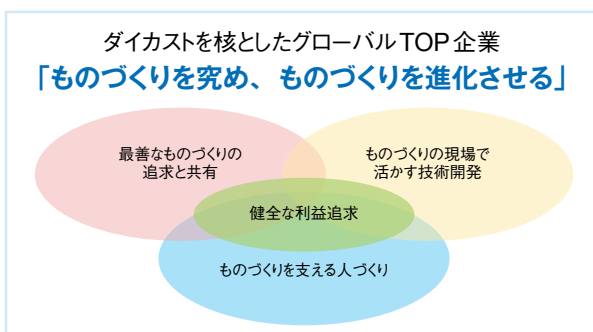 ダイカストを核としたグローバルTOP企業
「ものづくりを究め、ものづくりを進化させる」
最善なものづくりの
追求と共有
ものづくりの現場で
活かす技術開発
健全な利益追求
ものづくりを支える人づくり